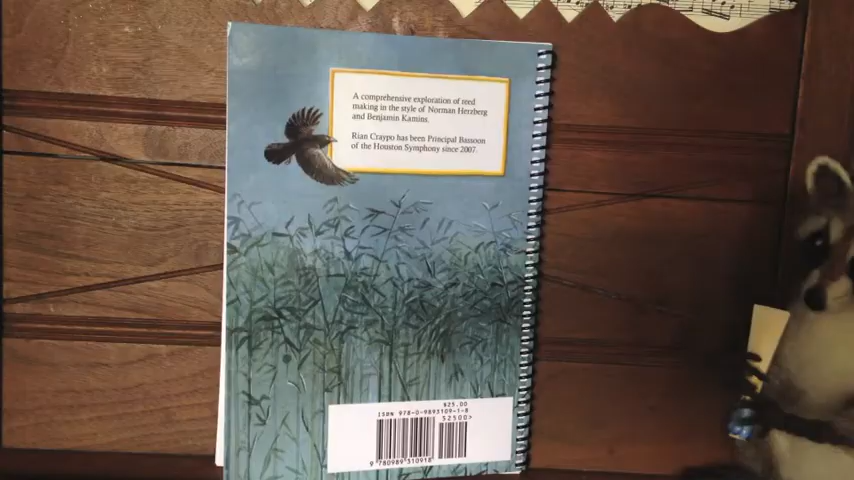 A comprehensive exploration of reed
making in the style of Norman Herzberg
and Benjamin Kamins.
Rian Craypo has been Principal Bassoon
of the Houston Symphony since 2007.
$25.00
ISBN 978-0-9893109-1-8
52500>
9 780989 310918